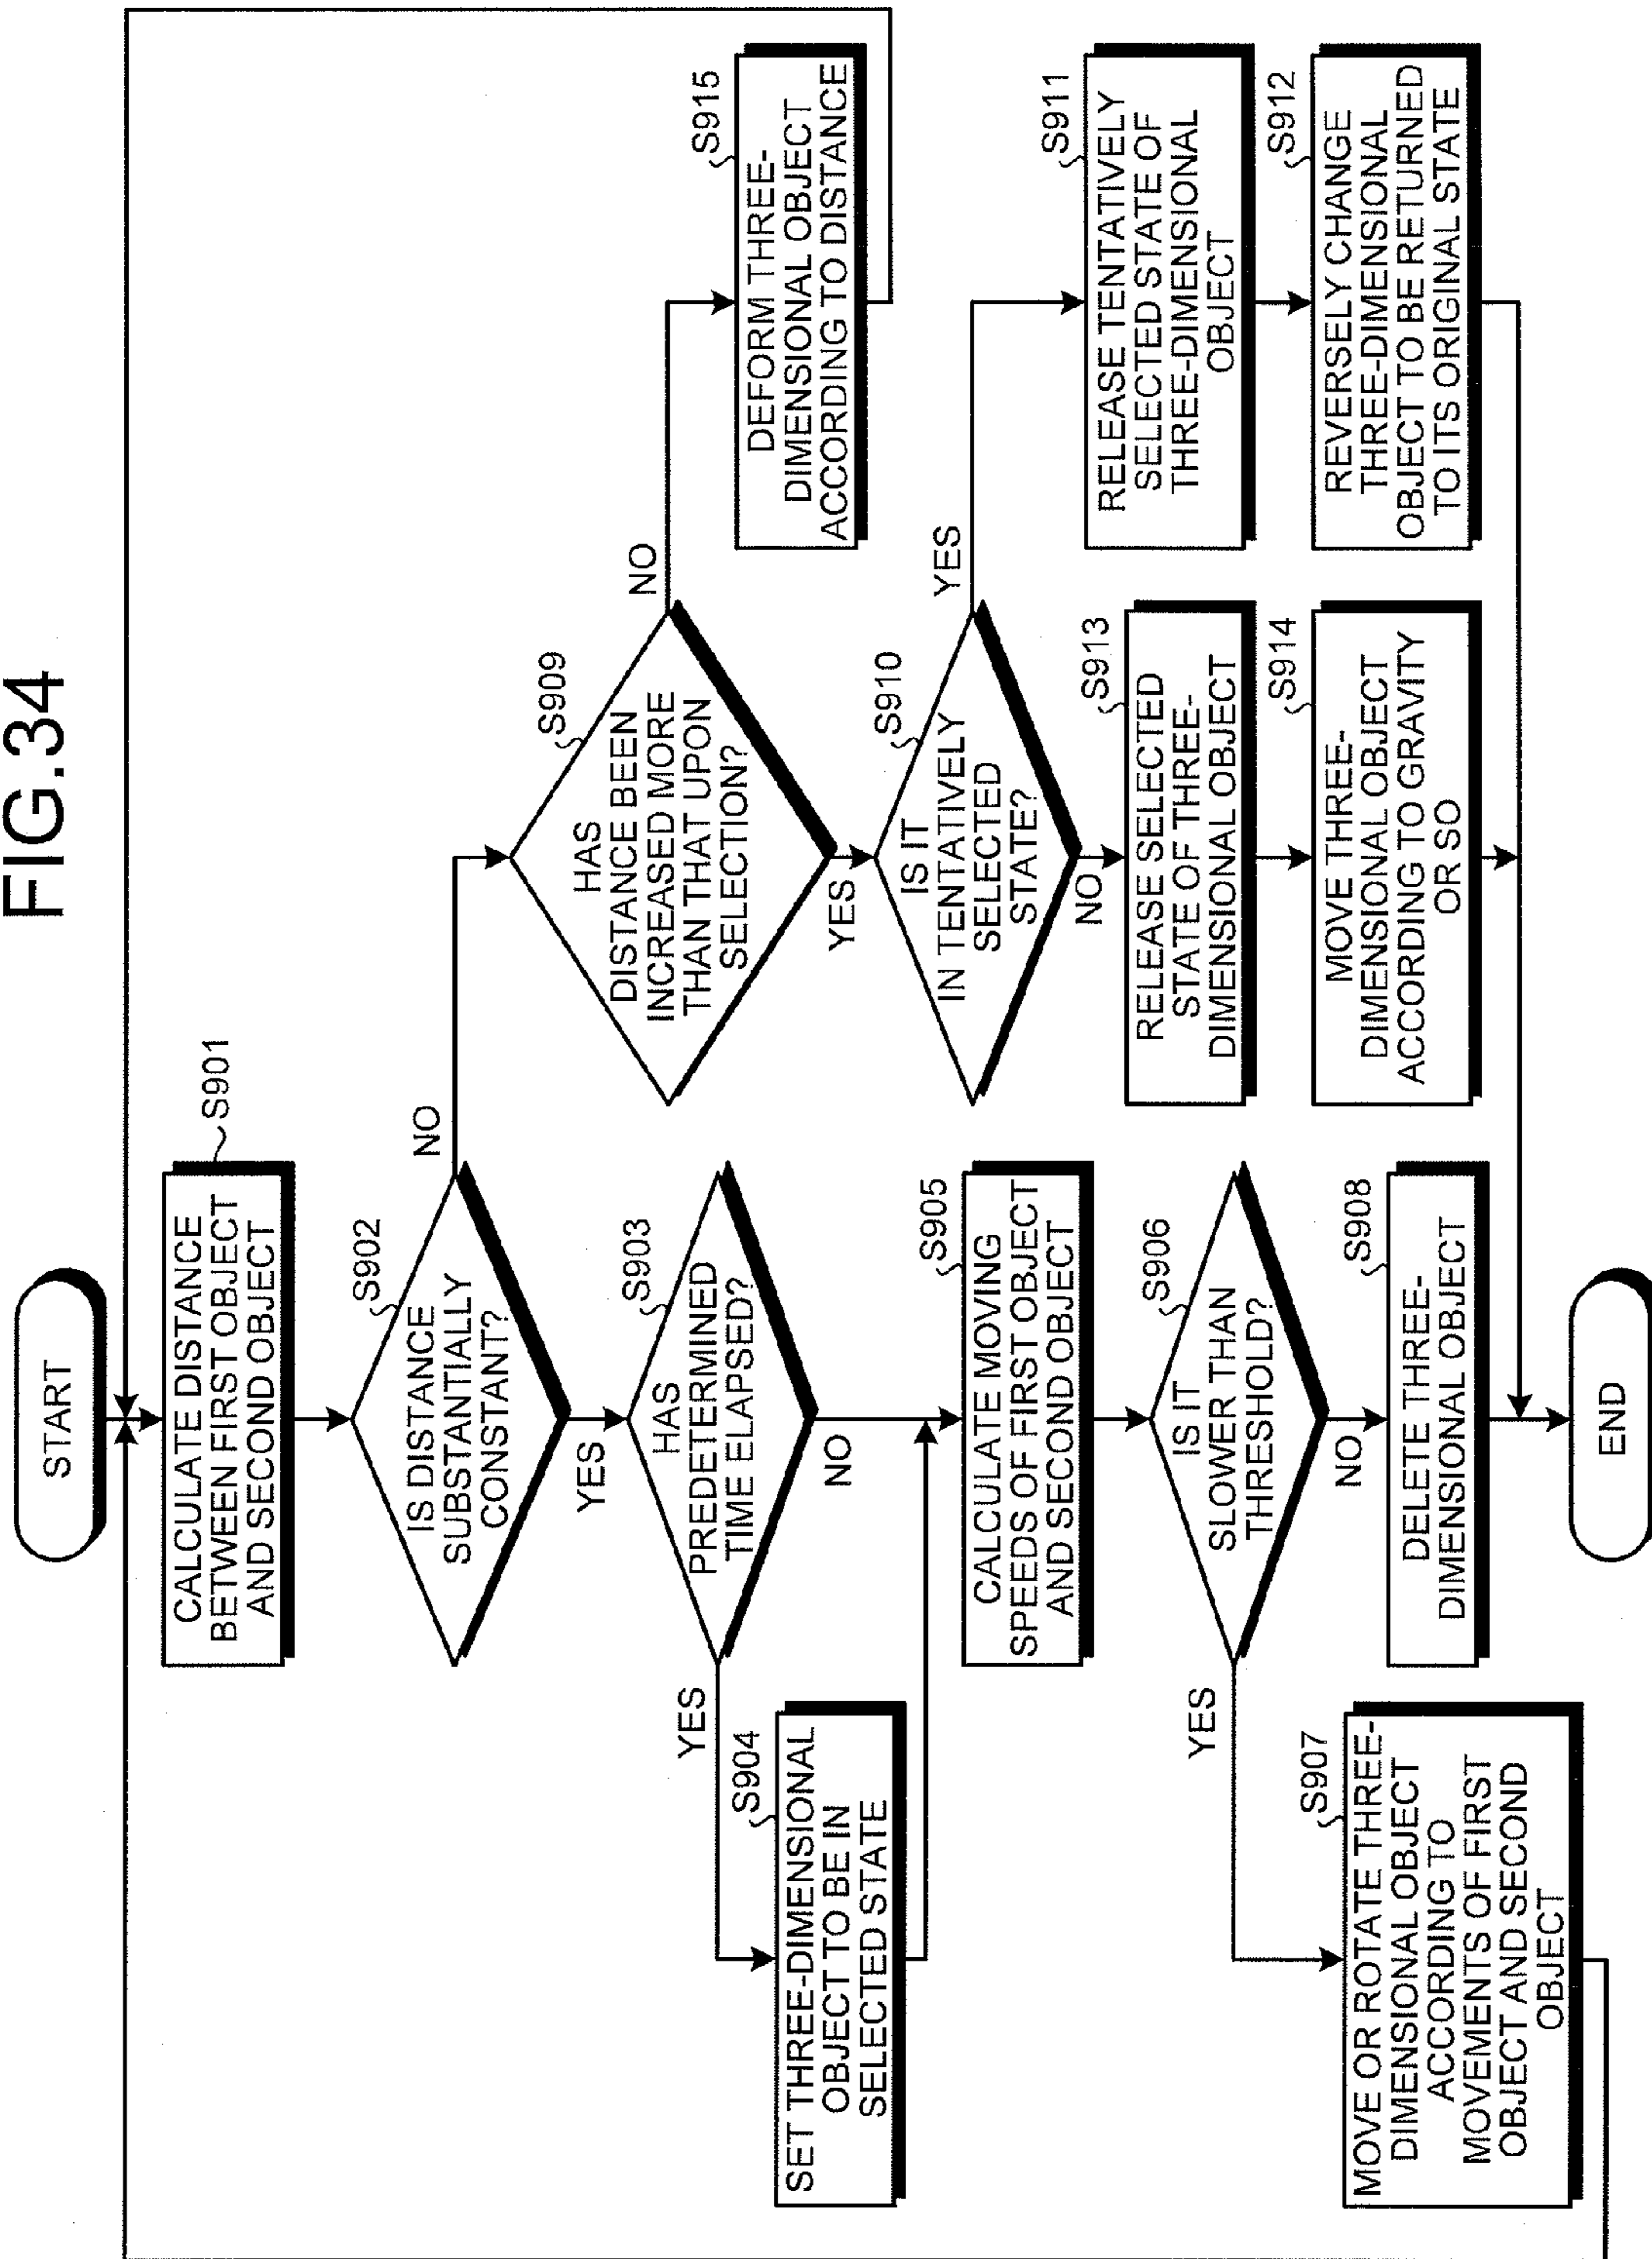 FIG.34
START
CALCULATE DISTANCE
BETWEEN FIRST OBJECT
AND SECOND OBJECT
S901
IS DISTANCE
SUBSTANTIALLY
CONSTANT?
S902
NO
YES
HAS
PREDETERMINED
TIME ELAPSED?
S903
YES
NO
SET THREE-DIMENSIONAL
OBJECT TO BE IN
SELECTED STATE
S904
CALCULATE MOVING
SPEEDS OF FIRST OBJECT
AND SECOND OBJECT
S905
IS IT
SLOWER THAN
THRESHOLD?
S906
YES
NO
MOVE OR ROTATE THREE-
DIMENSIONAL OBJECT
ACCORDING TO
MOVEMENTS OF FIRST
OBJECT AND SECOND
OBJECT
S907
DELETE THREE-
DIMENSIONAL OBJECT
S908
HAS
DISTANCE BEEN
INCREASED MORE
THAN THAT UPON
SELECTION?
S909
NO
YES
IS IT
IN TENTATIVELY
SELECTED
STATE?
S910
YES
NO
RELEASE TENTATIVELY
SELECTED STATE OF
THREE-DIMENSIONAL
OBJECT
S911
REVERSELY CHANGE
THREE-DIMENSIONAL
OBJECT TO BE RETURNED
TO ITS ORIGINAL STATE
S912
RELEASE SELECTED
STATE OF THREE-
DIMENSIONAL OBJECT
S913
MOVE THREE-
DIMENSIONAL OBJECT
ACCORDING TO GRAVITY
OR SO
S914
DEFORM THREE-
DIMENSIONAL OBJECT
ACCORDING TO DISTANCE
S915
END